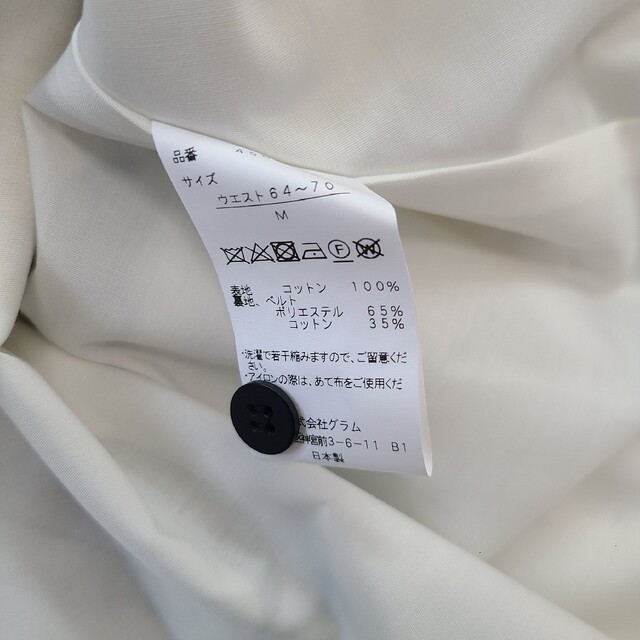 品番
サイズ
ウエスト64～70
M
F W
表地 コットン 100%
裏地、ベルト
ポリエステル 65%
コットン 35%
・洗濯で若干縮みますので、ご留意くだ
さい。
・アイロンの際は、あて布をご使用くだ
式会社グラム
神宮前3-6-11 B1
日本製